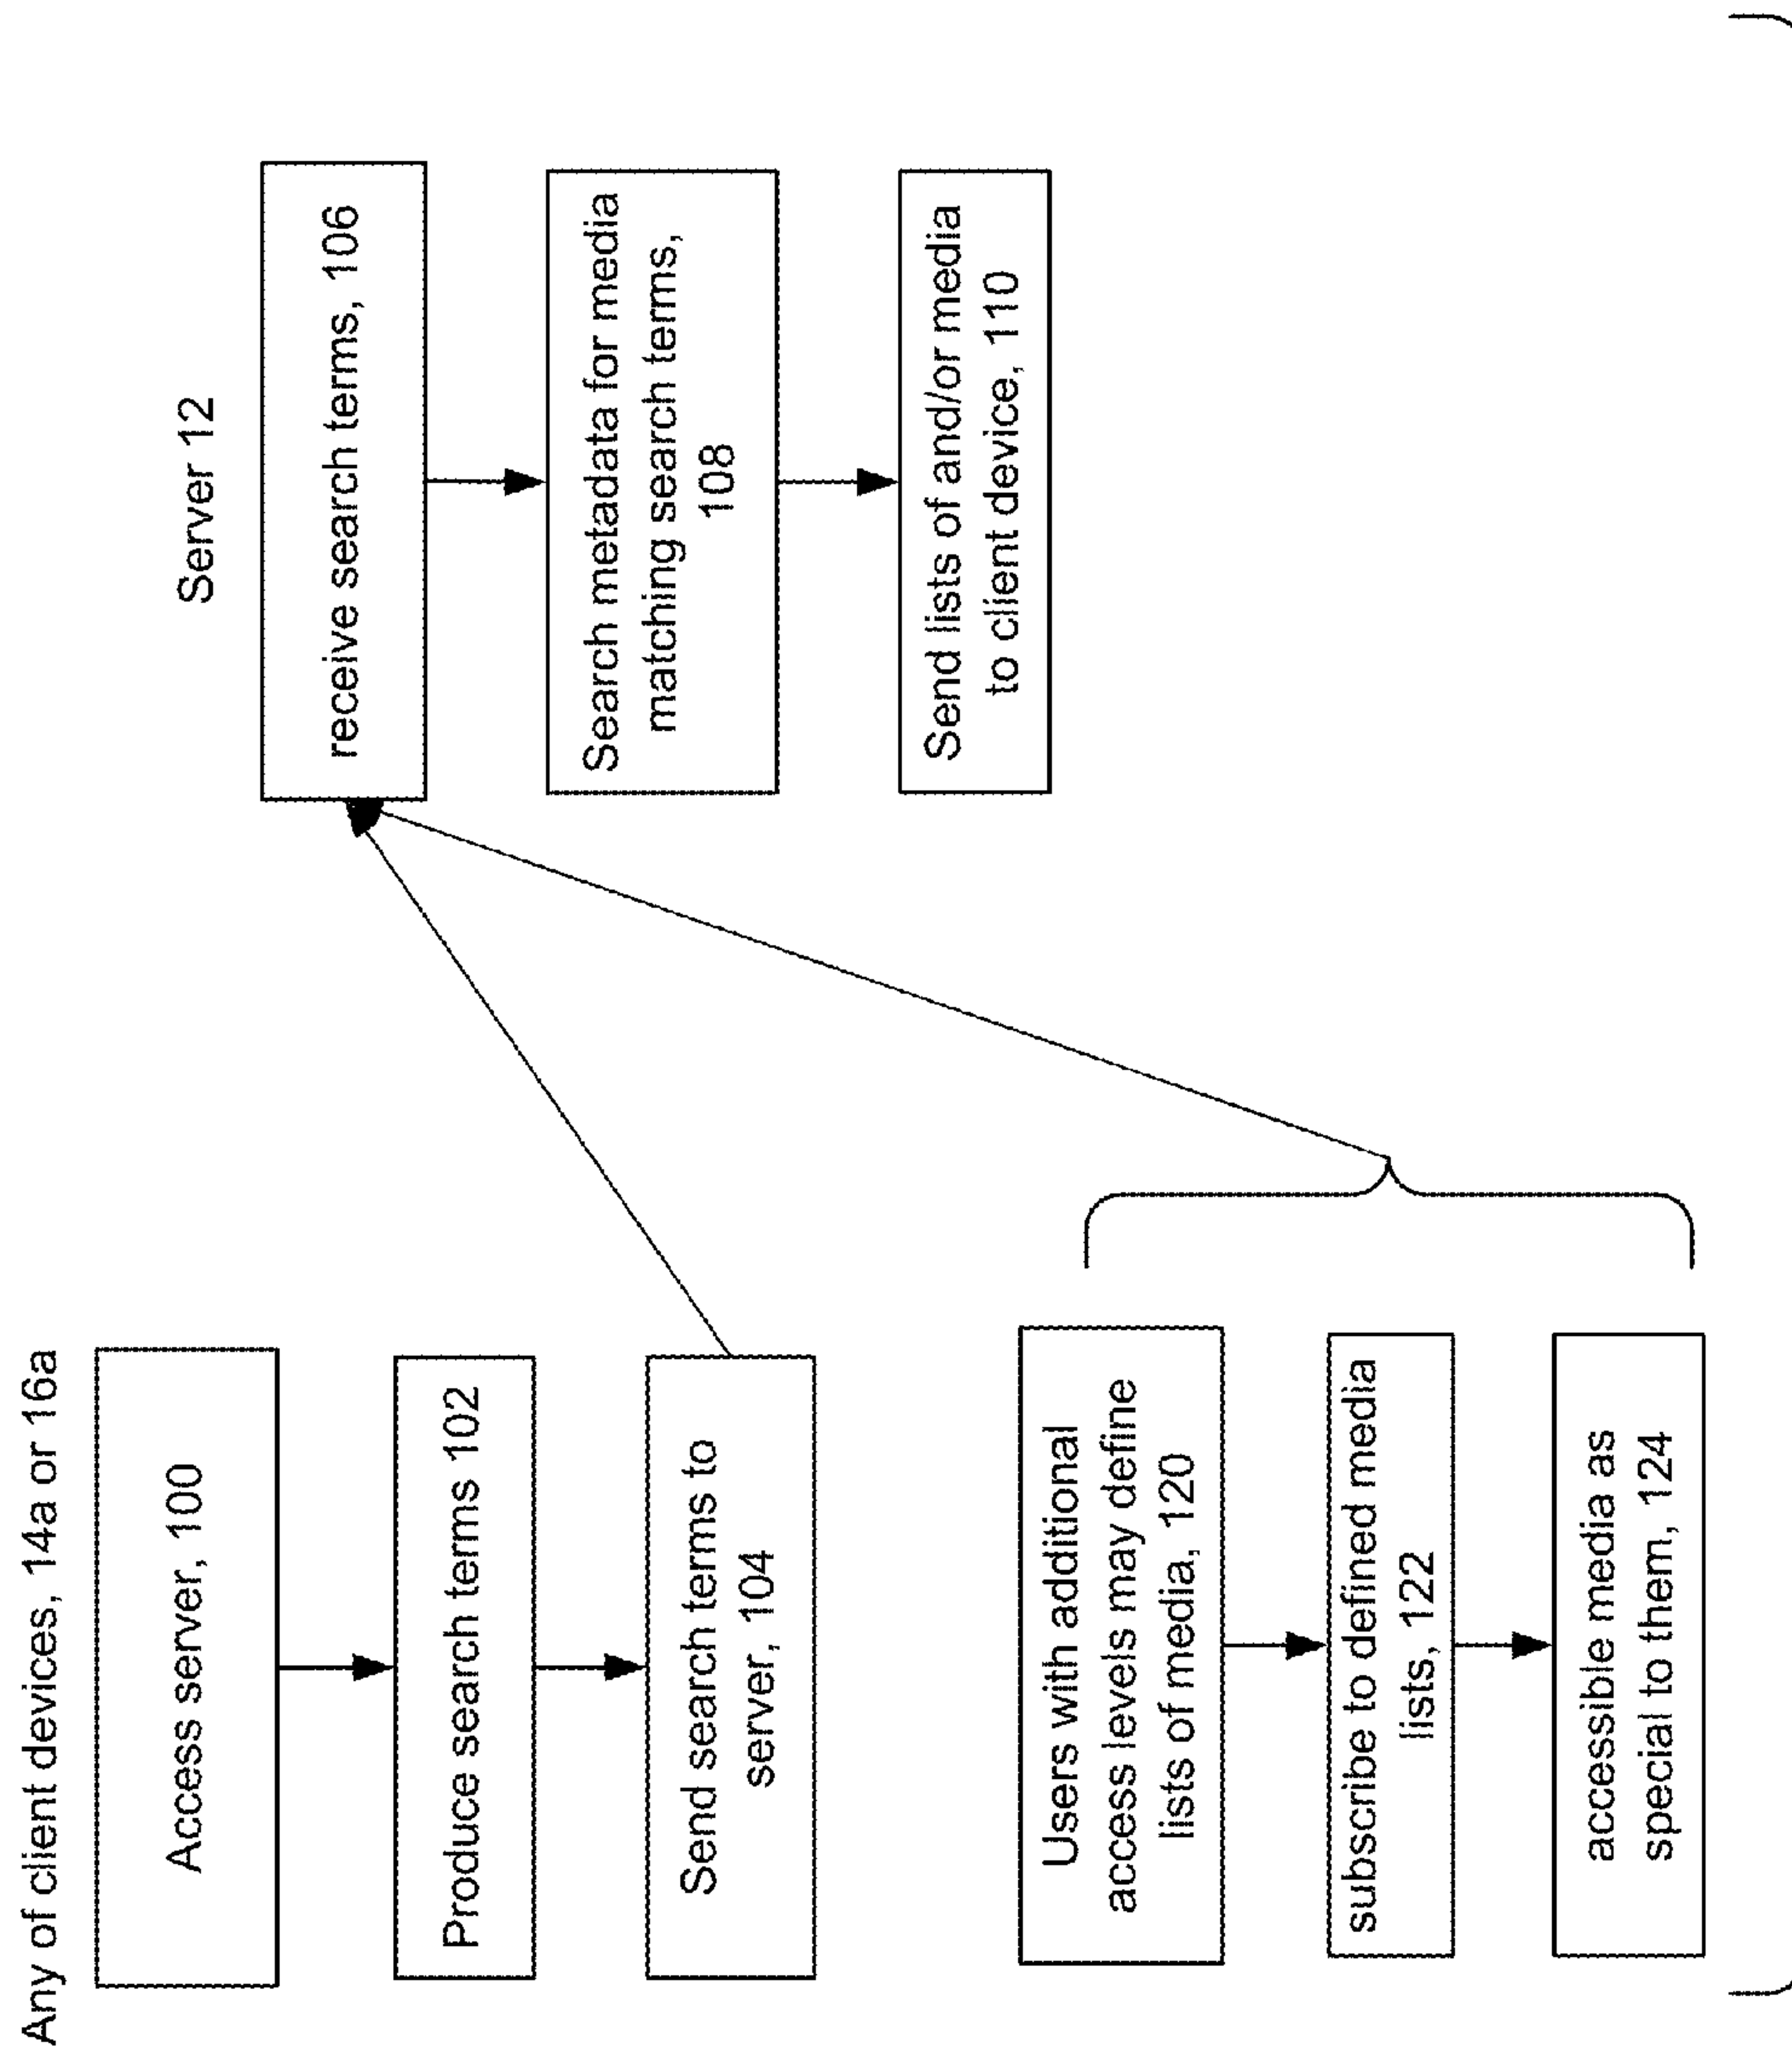 Any of client devices, 14a or 16a
Access server, 100
Produce search terms 102
Send search terms to
server, 104
Users with additional
access levels may define
lists of media, 120
subscribe to defined media
lists, 122
accessible media as
special to them, 124
Server 12
receive search terms, 106
Search metadata for media
matching search terms,
108
Send lists of and/or media
to client device, 110